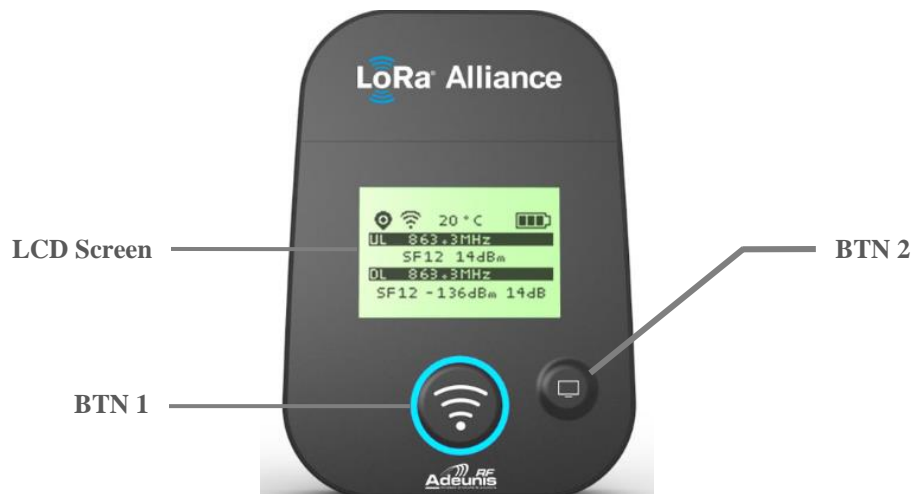 LoRa Alliance
20°C
UL 863.3MHz
SF12 14dBm
DL 863.3MHz
SF12 -136dBm 14dB
LCD Screen
BTN 2
BTN 1
Adeunis RF